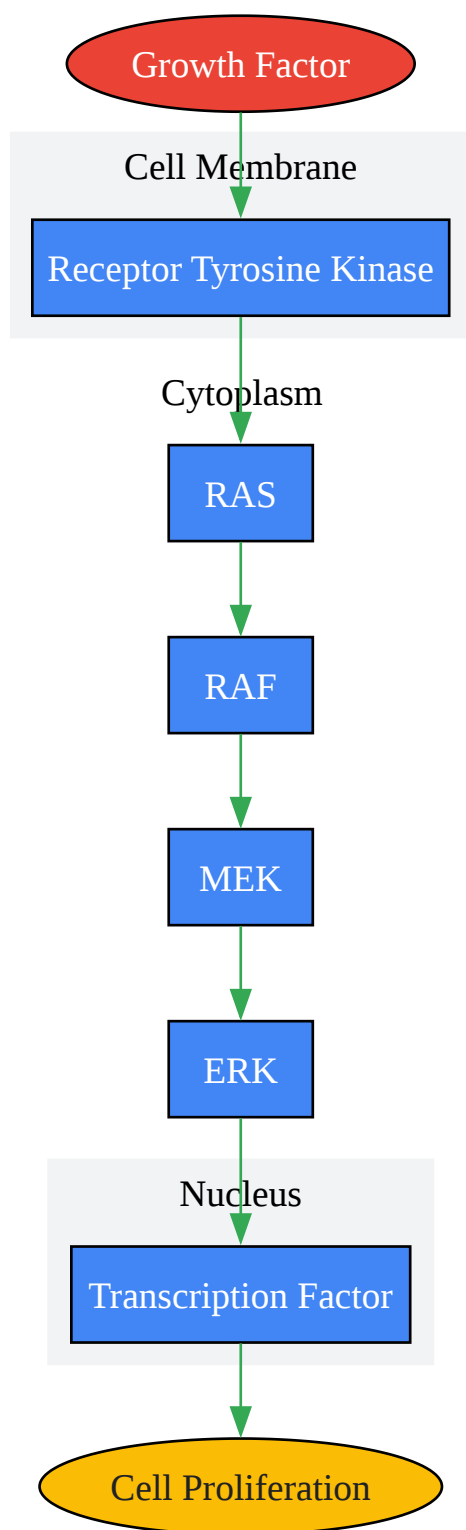 Growth Factor
Cell Membrane
Receptor Tyrosine Kinase
Cytoplasm
RAS
RAF
MEK
ERK
Nucleus
Transcription Factor
Cell Proliferation